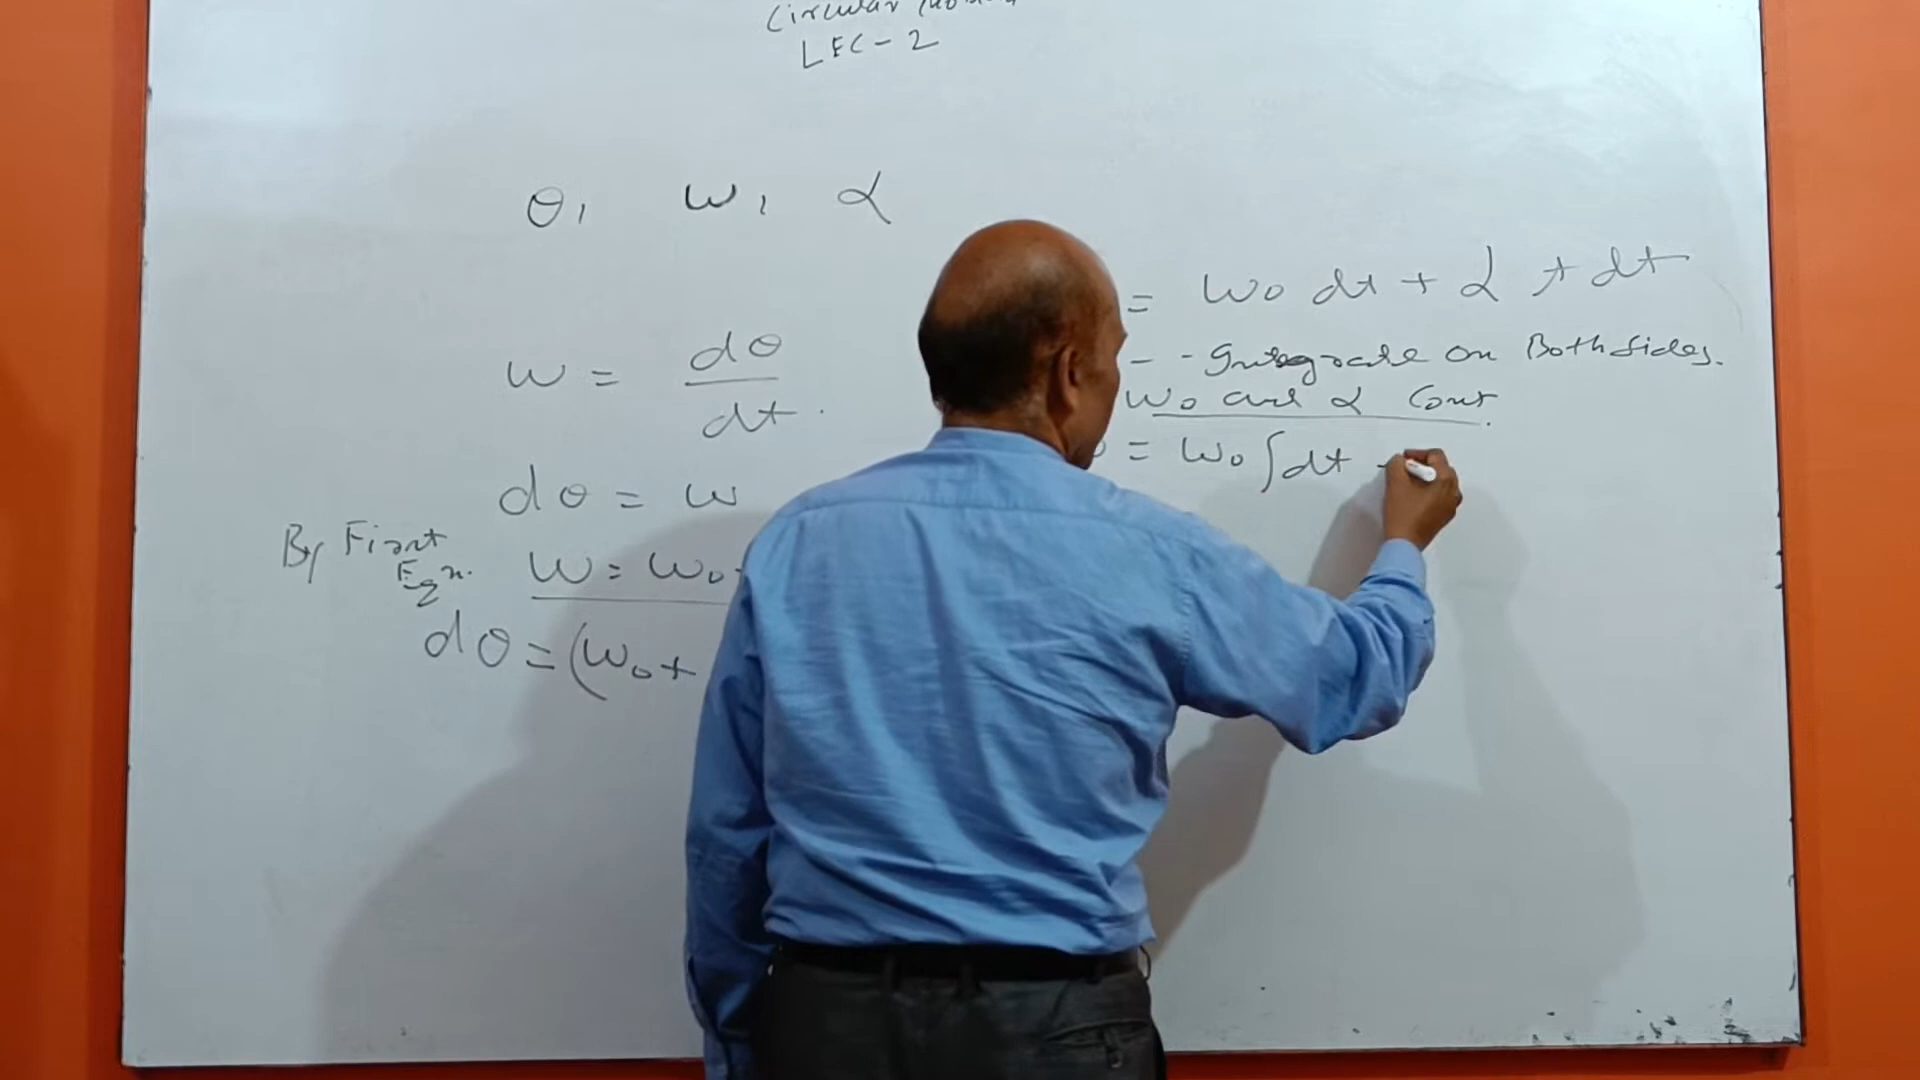 Circular
LEC-2
θ, ω, α
ω = dθ/dt.
dθ = ω
By First Eqn. ω = ω₀
dθ = (ω₀+
= ω₀ dt + α t dt
-- Integrate on Both sides.
ω₀ and α Const.
= ω₀ ∫dt